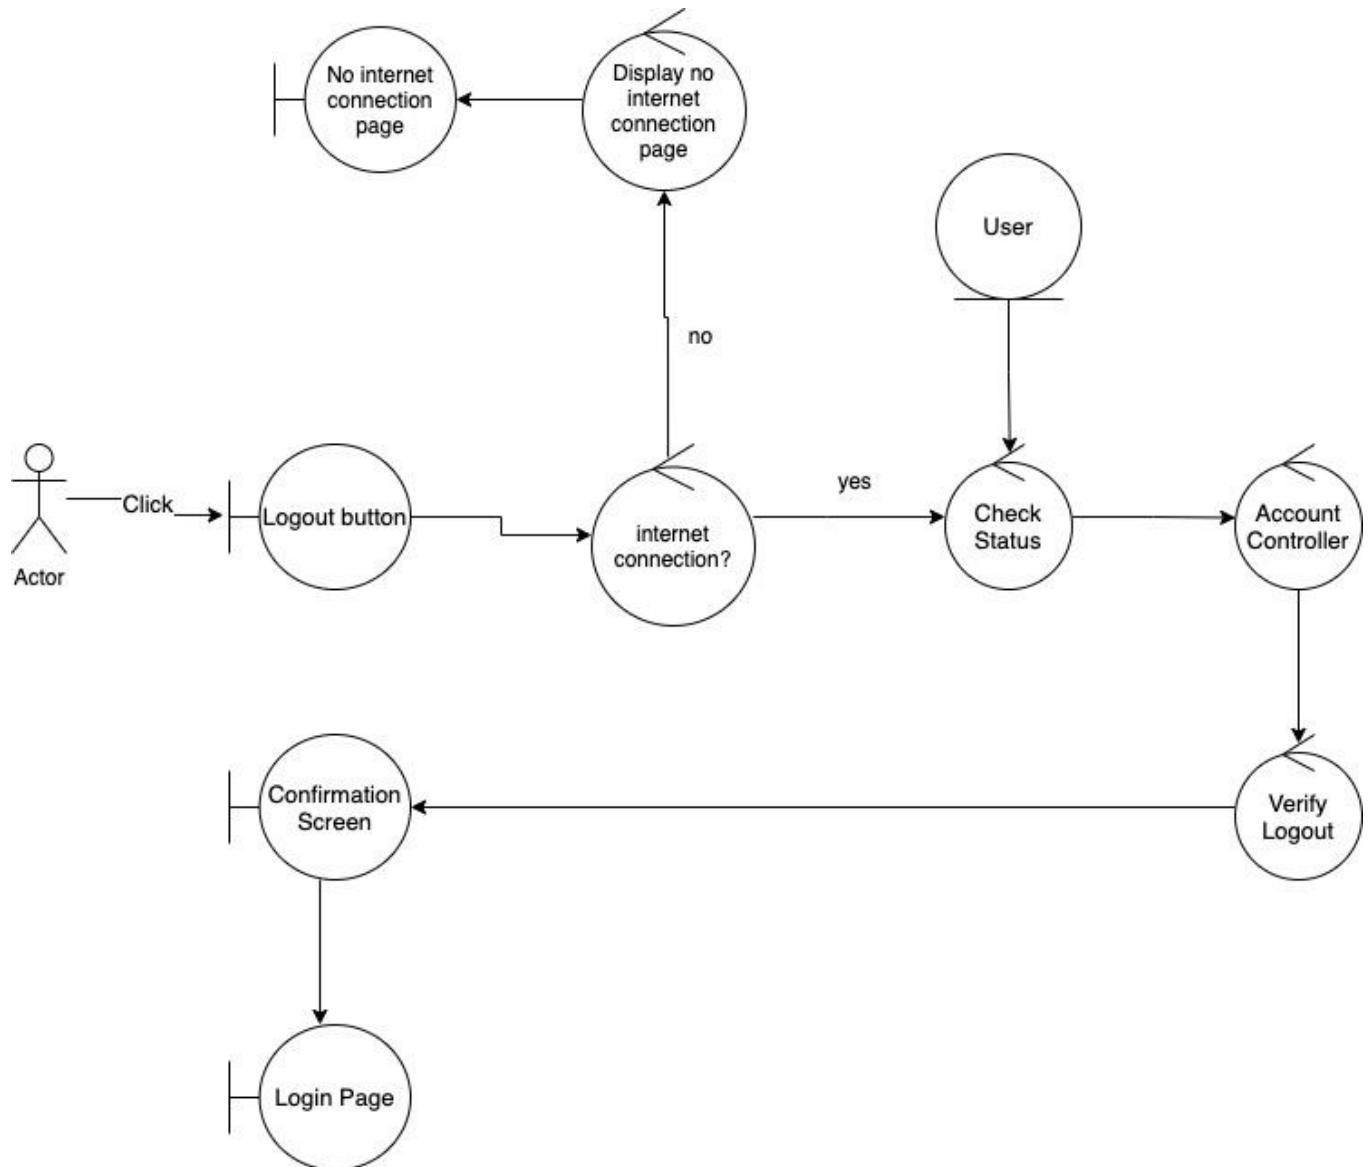 No internet
connection
page
Display no
internet
connection
page
User
no
yes
Click
Logout button
internet
connection?
Check
Status
Account
Controller
Actor
Confirmation
Screen
Verify
Logout
Login Page